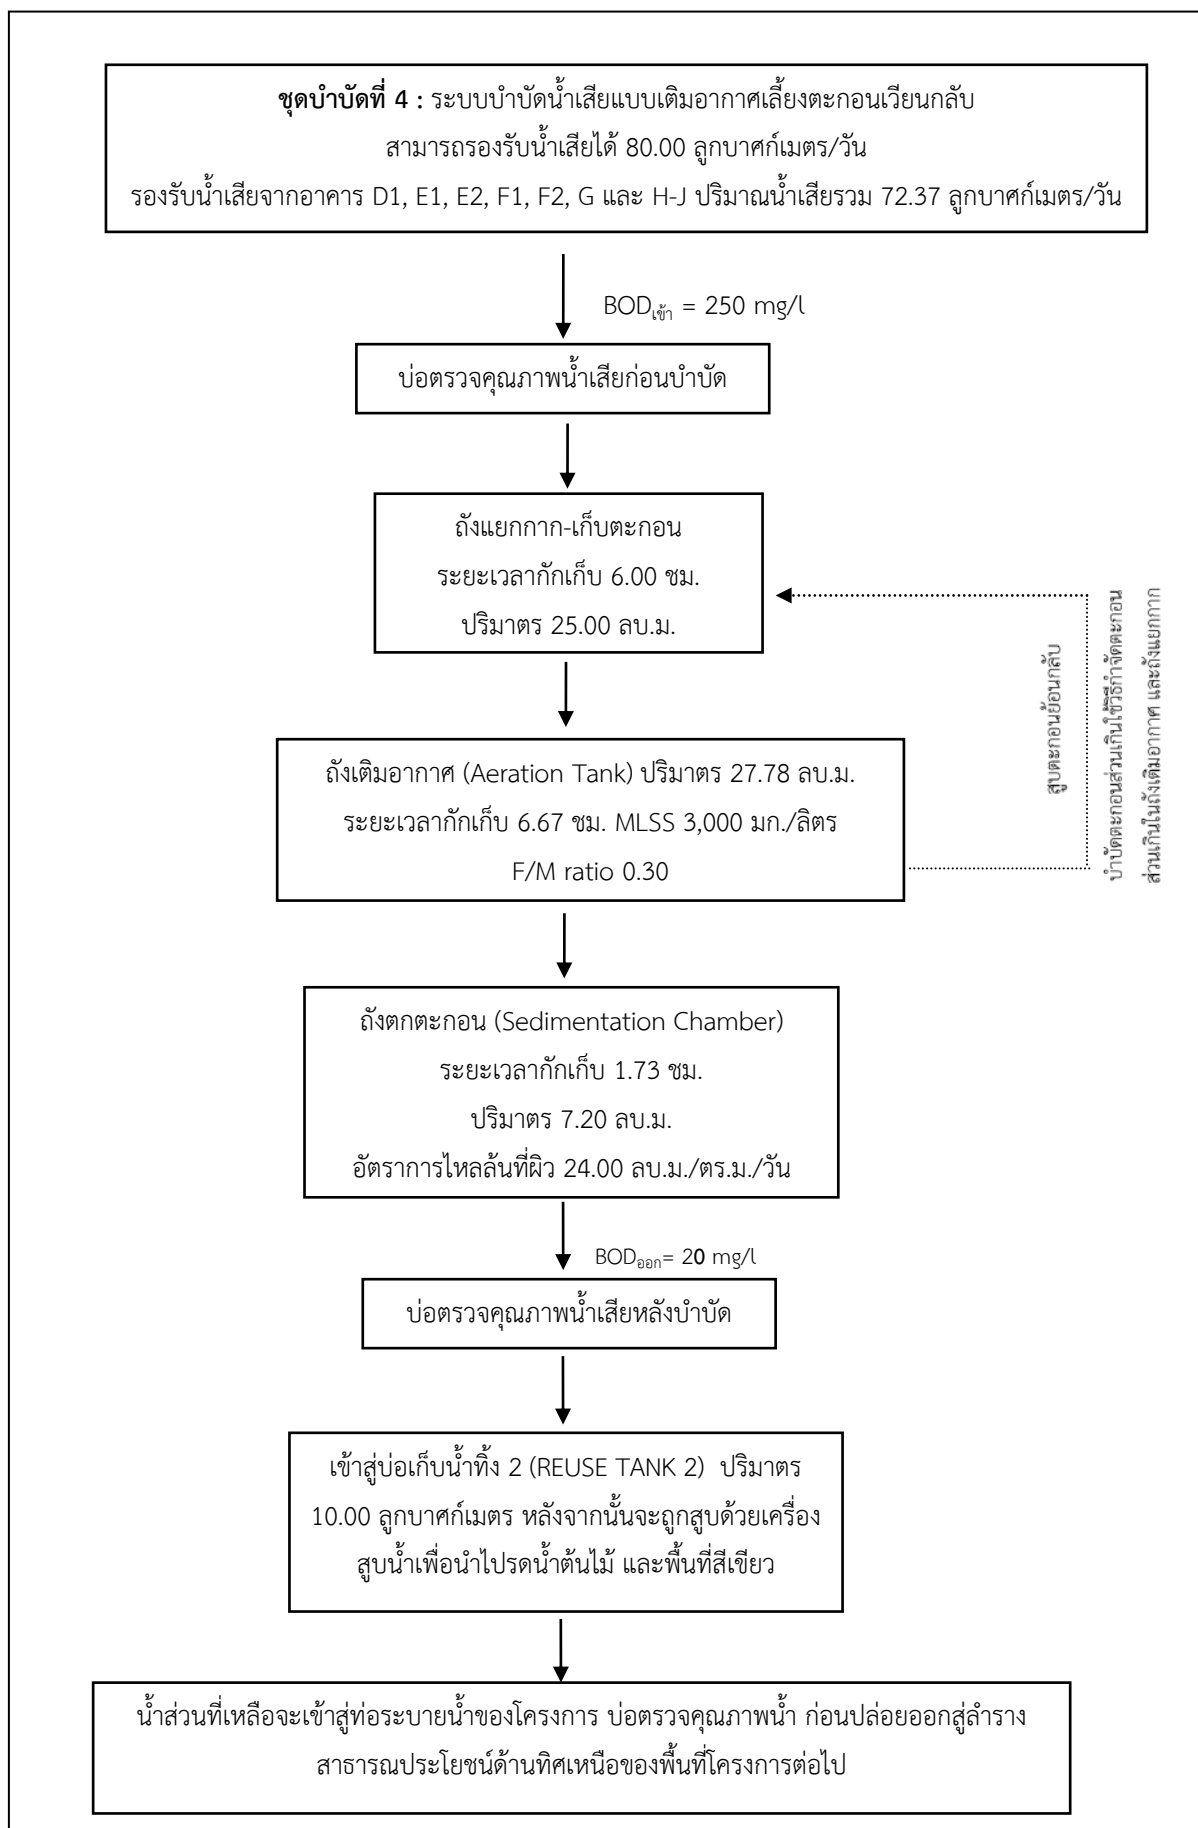 ชุดบำบัดที่ 4 : ระบบบำบัดน้ำเสียแบบเติมอากาศเลี้ยงตะกอนเวียนกลับ
สามารถรองรับน้ำเสียได้ 80.00 ลูกบาศก์เมตร/วัน
รองรับน้ำเสียจากอาคาร D1, E1, E2, F1, F2, G และ H-J ปริมาณน้ำเสียรวม 72.37 ลูกบาศก์เมตร/วัน
BODเข้า = 250 mg/l
บ่อตรวจคุณภาพน้ำเสียก่อนบำบัด
ถังแยกกาก-เก็บตะกอน
ระยะเวลากักเก็บ 6.00 ชม.
ปริมาตร 25.00 ลบ.ม.
สูบตะกอนย้อนกลับ
บำบัดตะกอนส่วนเกินใช้วิธีกำจัดตะกอน
ส่วนเกินในถังเติมอากาศ และถังแยกกาก
ถังเติมอากาศ (Aeration Tank) ปริมาตร 27.78 ลบ.ม.
ระยะเวลากักเก็บ 6.67 ชม. MLSS 3,000 มก./ลิตร
F/M ratio 0.30
ถังตกตะกอน (Sedimentation Chamber)
ระยะเวลากักเก็บ 1.73 ชม.
ปริมาตร 7.20 ลบ.ม.
อัตราการไหลล้นที่ผิว 24.00 ลบ.ม./ตร.ม./วัน
BODออก= 20 mg/l
บ่อตรวจคุณภาพน้ำเสียหลังบำบัด
เข้าสู่บ่อเก็บน้ำทิ้ง 2 (REUSE TANK 2) ปริมาตร
10.00 ลูกบาศก์เมตร หลังจากนั้นจะถูกสูบด้วยเครื่อง
สูบน้ำเพื่อนำไปรดน้ำต้นไม้ และพื้นที่สีเขียว
น้ำส่วนที่เหลือจะเข้าสู่ท่อระบายน้ำของโครงการ บ่อตรวจคุณภาพน้ำ ก่อนปล่อยออกสู่ลำราง
สาธารณประโยชน์ด้านทิศเหนือของพื้นที่โครงการต่อไป